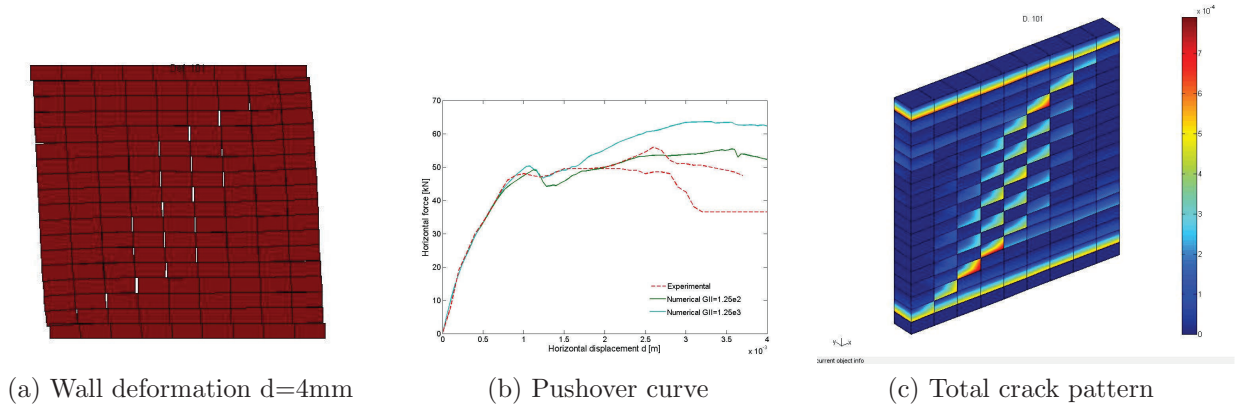 Def. 101
70
60
50
40
30
20
10
0
Horizontal force [kN]
0 0.5 1 1.5 2 2.5 3 3.5 4
x 10⁻³
Horizontal displacement d [m]
Experimental
Numerical GII=1.25e2
Numerical GII=1.25e3
D. 101
x 10⁻⁴
7
6
5
4
3
2
1
0
y x
current object info
(a) Wall deformation d=4mm
(b) Pushover curve
(c) Total crack pattern